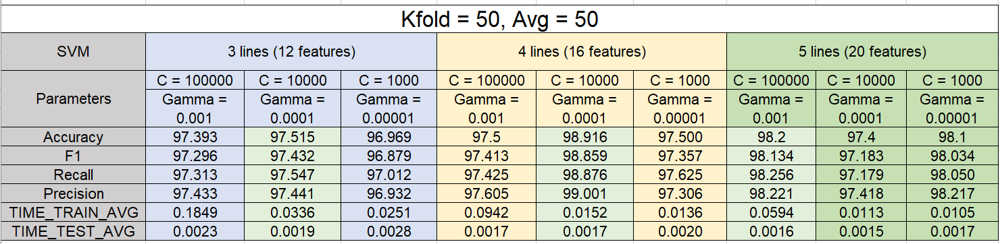 Kfold = 50, Avg = 50
SVM 3 lines (12 features) 4 lines (16 features) 5 lines (20 features)
Parameters C = 100000 C = 10000 C = 1000 C = 100000 C = 10000 C = 1000 C = 100000 C = 10000 C = 1000
Gamma = Gamma = Gamma = Gamma = Gamma = Gamma = Gamma = Gamma = Gamma =
0.001 0.0001 0.00001 0.001 0.0001 0.00001 0.001 0.0001 0.00001
Accuracy 97.393 97.515 96.969 97.5 98.916 97.500 98.2 97.4 98.1
F1 97.296 97.432 96.879 97.413 98.859 97.357 98.134 97.183 98.034
Recall 97.313 97.547 97.012 97.425 98.876 97.625 98.256 97.179 98.050
Precision 97.433 97.441 96.932 97.605 99.001 97.306 98.221 97.418 98.217
TIME_TRAIN_AVG 0.1849 0.0336 0.0251 0.0942 0.0152 0.0136 0.0594 0.0113 0.0105
TIME_TEST_AVG 0.0023 0.0019 0.0028 0.0017 0.0017 0.0020 0.0016 0.0015 0.0017